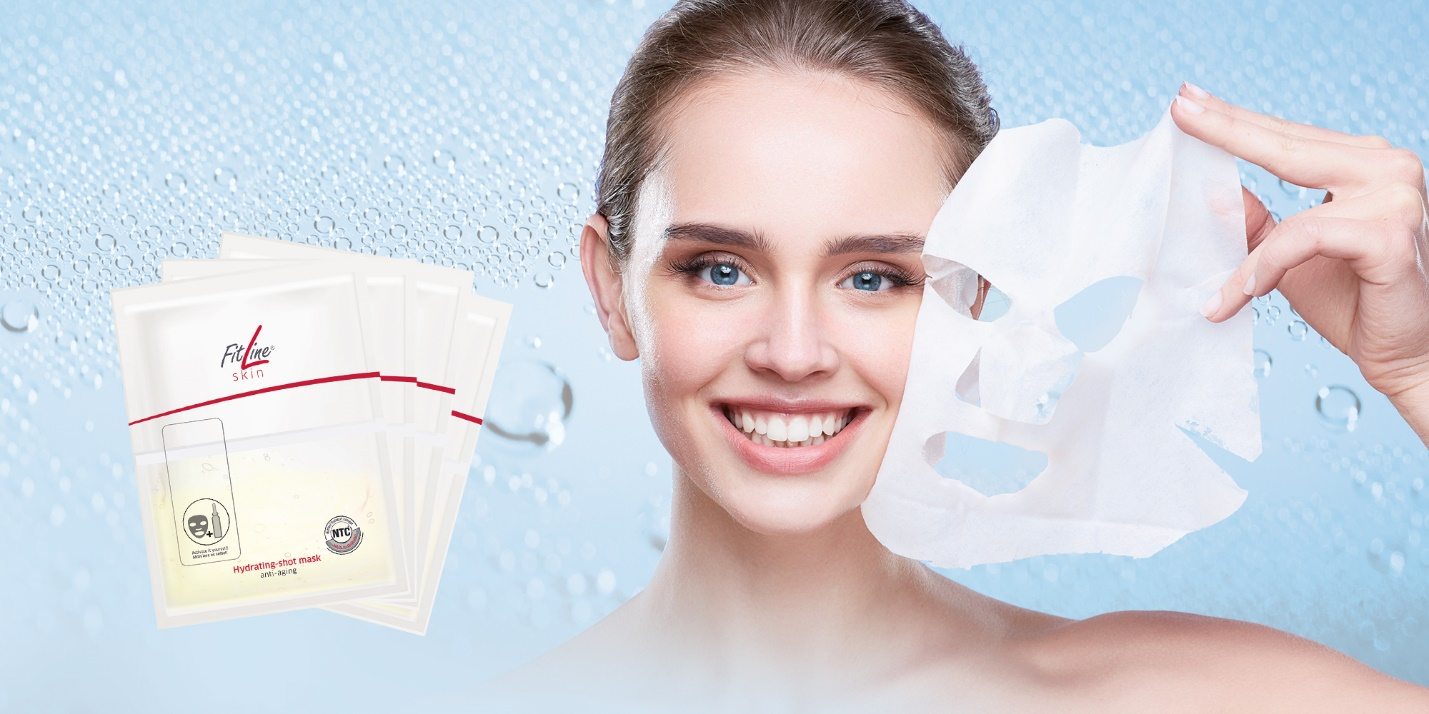 FitLine®
skin
NTC
Hydrating-shot mask
anti-aging